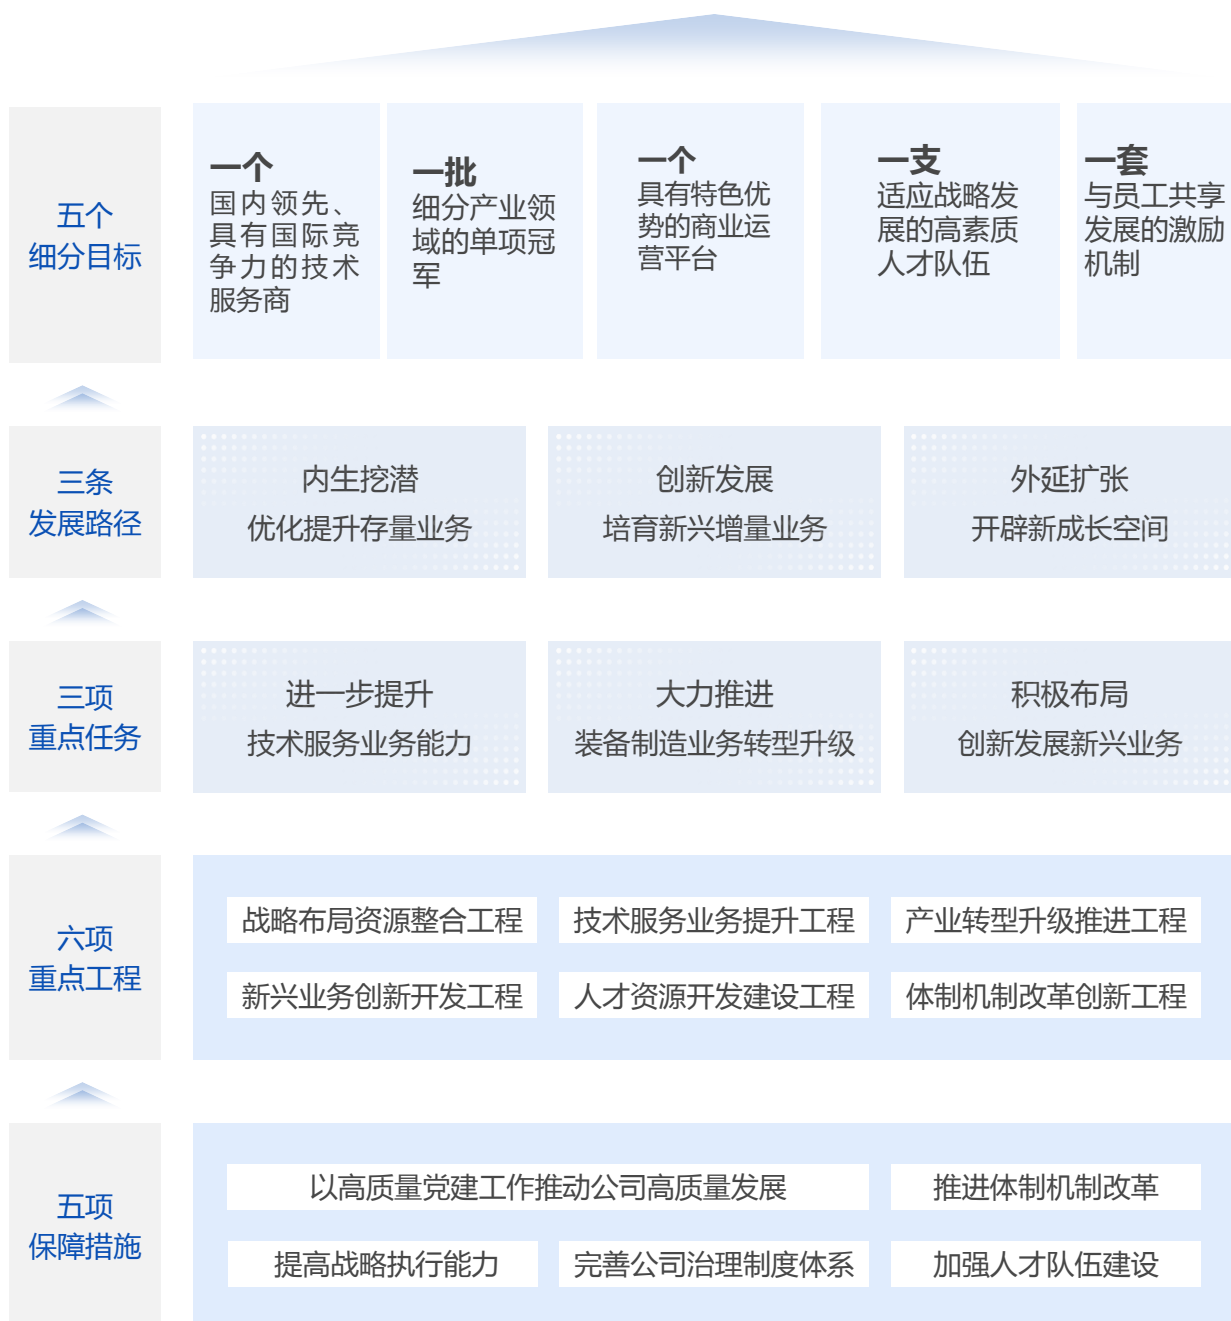 五个
细分目标
一个
国内领先、
具有国际竞
争力的技术
服务商
一批
细分产业领
域的单项冠
军
一个
具有特色优
势的商业运
营平台
一支
适应战略发
展的高素质
人才队伍
一套
与员工共享
发展的激励
机制
三条
发展路径
内生挖潜
优化提升存量业务
创新发展
培育新兴增量业务
外延扩张
开辟新成长空间
三项
重点任务
进一步提升
技术服务业务能力
大力推进
装备制造业务转型升级
积极布局
创新发展新兴业务
六项
重点工程
战略布局资源整合工程
技术服务业务提升工程
产业转型升级推进工程
新兴业务创新开发工程
人才资源开发建设工程
体制机制改革创新工程
五项
保障措施
以高质量党建工作推动公司高质量发展
推进体制机制改革
提高战略执行能力
完善公司治理制度体系
加强人才队伍建设